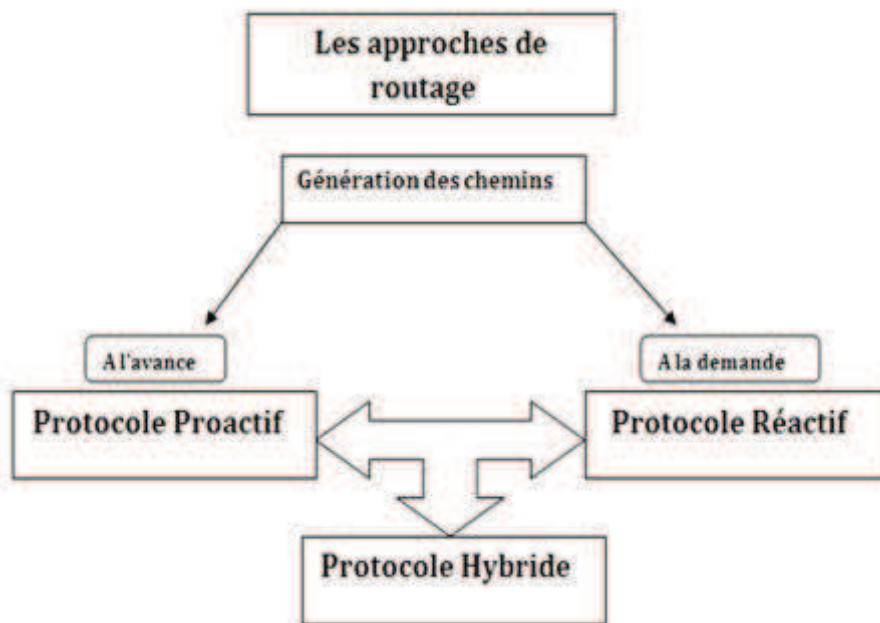 Les approches de
routage
Génération des chemins
A l'avance
A la demande
Protocole Proactif
Protocole Réactif
Protocole Hybride